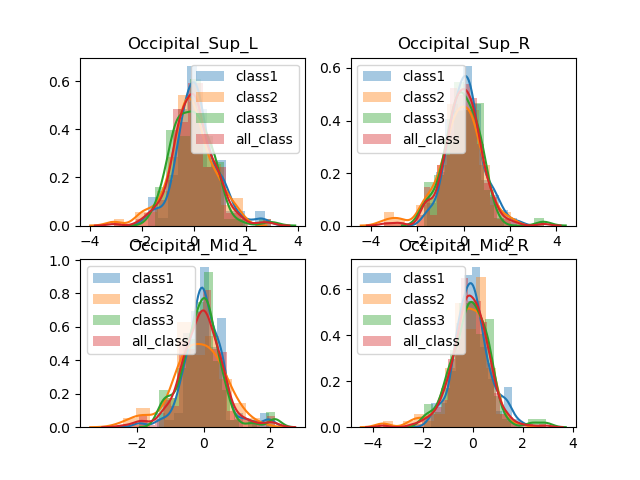 Occipital_Sup_L
Occipital_Sup_R
0.6
0.4
0.2
0.0
class1
class2
class3
all_class
0.6
0.4
0.2
0.0
class1
class2
class3
all_class
−4 −2 0 2 4
−4 −2 0 2 4
Occipital_Mid_L
Occipital_Mid_R
1.0
0.8
0.6
0.4
0.2
0.0
class1
class2
class3
all_class
0.6
0.4
0.2
0.0
class1
class2
class3
all_class
−2 0 2
−4 −2 0 2 4